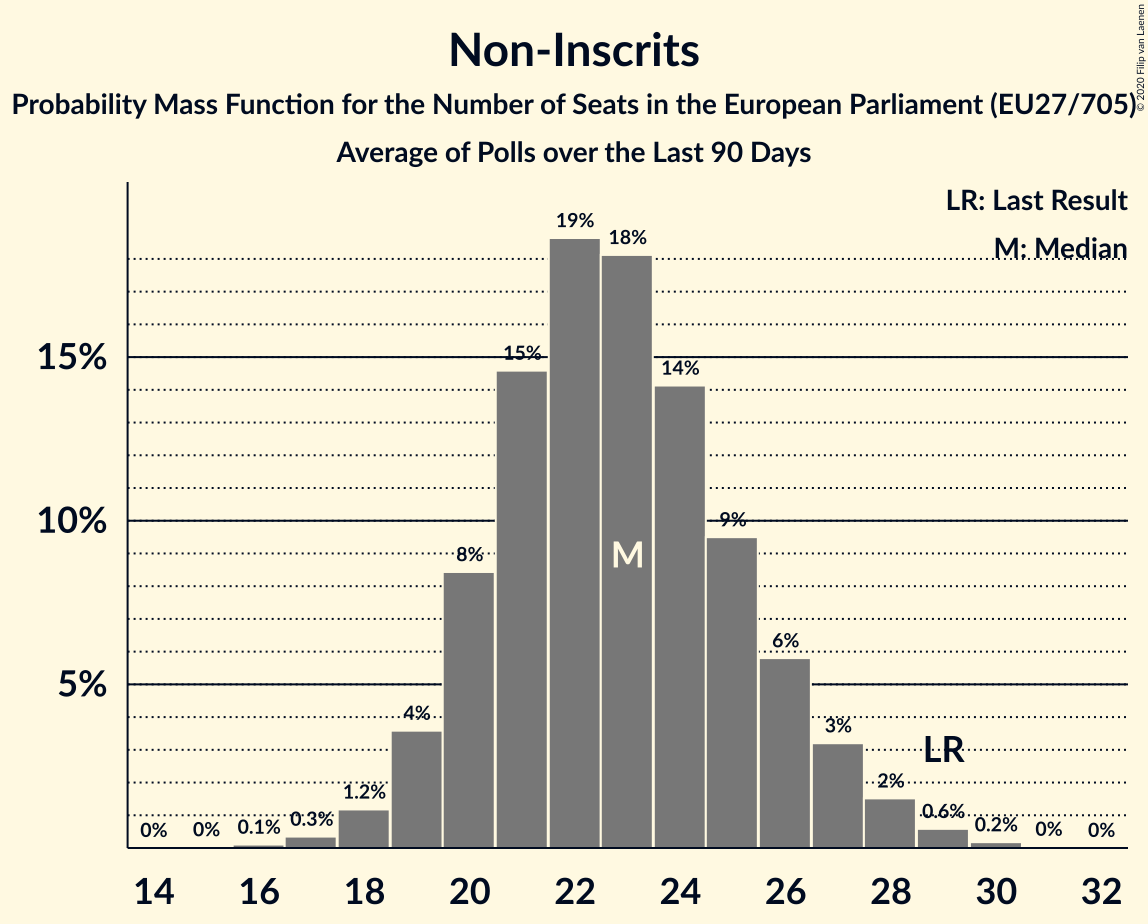 Non-Inscrits
Probability Mass Function for the Number of Seats in the European Parliament (EU27/705)
Average of Polls over the Last 90 Days
© 2020 Filip van Laenen
LR: Last Result
M: Median
15%
10%
5%
0%
0%
0.1%
0.3%
1.2%
4%
8%
15%
19%
18%
14%
9%
6%
3%
2%
0.6%
0.2%
0%
0%
M
LR
14 16 18 20 22 24 26 28 30 32